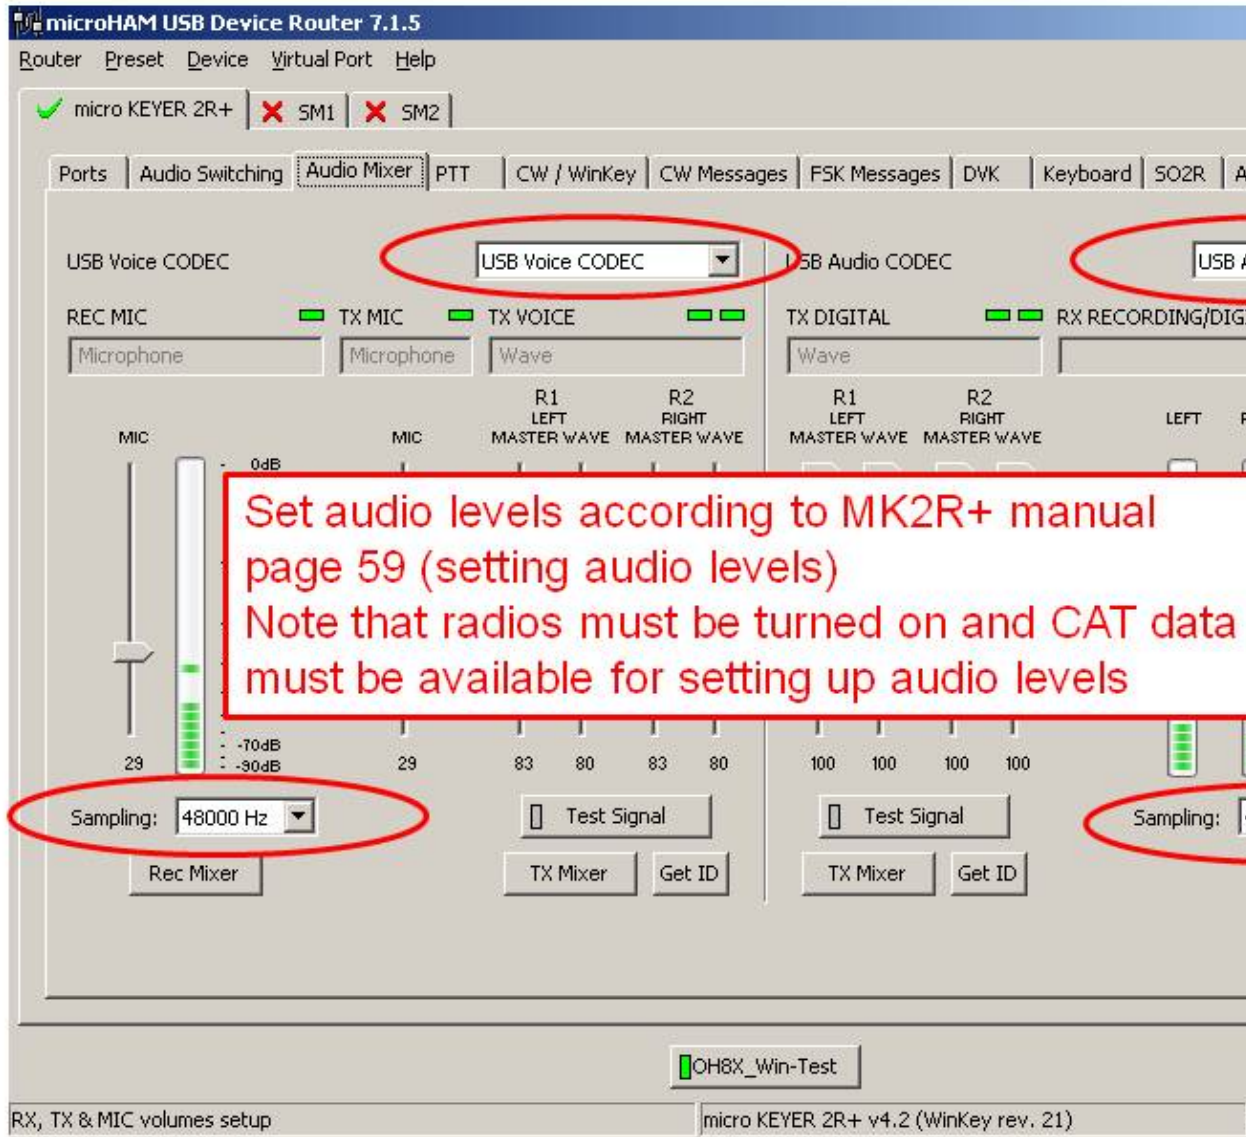 microHAM USB Device Router 7.1.5
Router Preset Device Virtual Port Help
micro KEYER 2R+ SM1 SM2
Ports Audio Switching Audio Mixer PTT CW / WinKey CW Messages FSK Messages DVK Keyboard SO2R A
USB Voice CODEC USB Voice CODEC USB Audio CODEC USB A
REC MIC TX MIC TX VOICE TX DIGITAL RX RECORDING/DIG
Microphone Microphone Wave Wave
R1 R2 R1 R2
LEFT RIGHT LEFT RIGHT LEFT
MIC MIC MASTER WAVE MASTER WAVE MASTER WAVE MASTER WAVE
0dB
Set audio levels according to MK2R+ manual
page 59 (setting audio levels)
Note that radios must be turned on and CAT data
must be available for setting up audio levels
-70dB
29 -90dB 29 83 80 83 80 100 100 100 100
Sampling: 48000 Hz Test Signal Test Signal Sampling:
Rec Mixer TX Mixer Get ID TX Mixer Get ID
OH8X_Win-Test
RX, TX & MIC volumes setup micro KEYER 2R+ v4.2 (WinKey rev. 21)